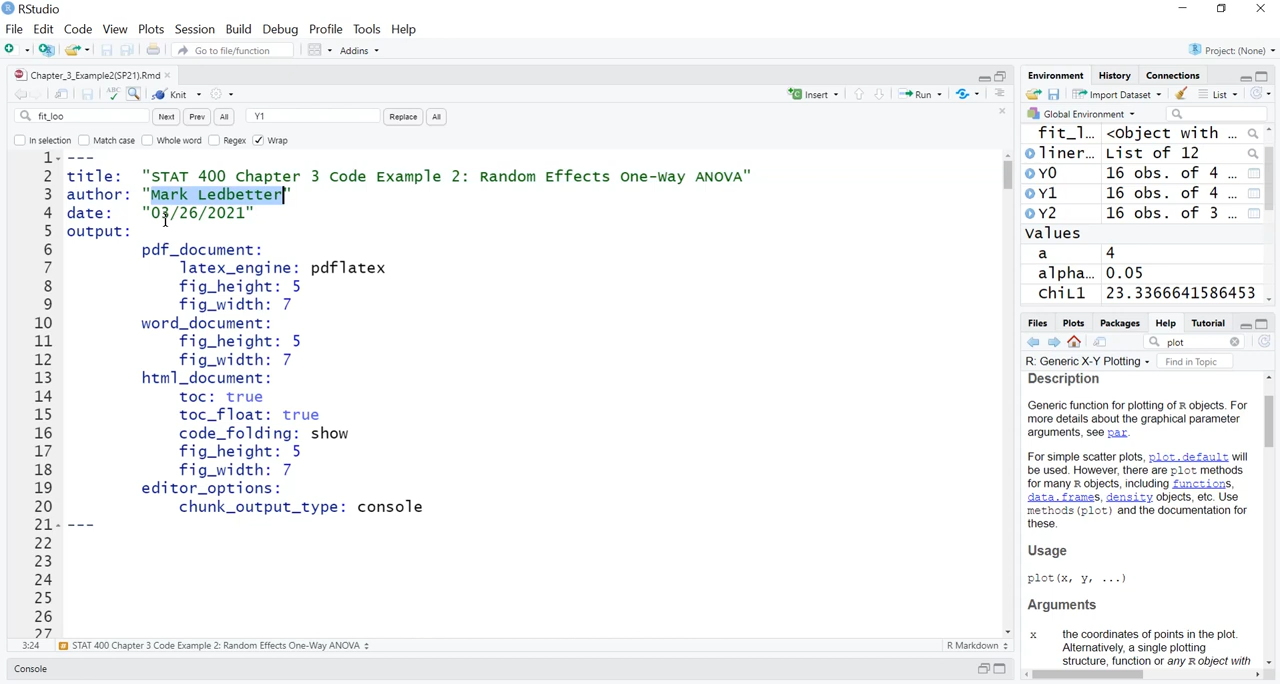 RStudio
File Edit Code View Plots Session Build Debug Profile Tools Help
Go to file/function Addins Project: (None)
Chapter_3_Example2(SP21).Rmd
ABC Knit Insert Run
fit_loo Next Prev All Y1 Replace All
In selection Match case Whole word Regex Wrap
1 ---
2 title: "STAT 400 Chapter 3 Code Example 2: Random Effects One-Way ANOVA"
3 author: "Mark Ledbetter"
4 date: "03/26/2021"
5 output:
6 pdf_document:
7 latex_engine: pdflatex
8 fig_height: 5
9 fig_width: 7
10 word_document:
11 fig_height: 5
12 fig_width: 7
13 html_document:
14 toc: true
15 toc_float: true
16 code_folding: show
17 fig_height: 5
18 fig_width: 7
19 editor_options:
20 chunk_output_type: console
21 ---
22
23
24
25
26
27
3:24 STAT 400 Chapter 3 Code Example 2: Random Effects One-Way ANOVA R Markdown
Console
Environment History Connections
Import Dataset List
Global Environment
fit_l… <Object with …
liner… List of 12
Y0 16 obs. of 4 …
Y1 16 obs. of 4 …
Y2 16 obs. of 3 …
Values
a 4
alpha… 0.05
chiL1 23.3366641586453
Files Plots Packages Help Tutorial
plot
R: Generic X-Y Plotting Find in Topic
Description
Generic function for plotting of R objects. For
more details about the graphical parameter
arguments, see par.
For simple scatter plots, plot.default will
be used. However, there are plot methods
for many R objects, including functions,
data.frames, density objects, etc. Use
methods(plot) and the documentation for
these.
Usage
plot(x, y, ...)
Arguments
x the coordinates of points in the plot.
Alternatively, a single plotting
structure, function or any R object with